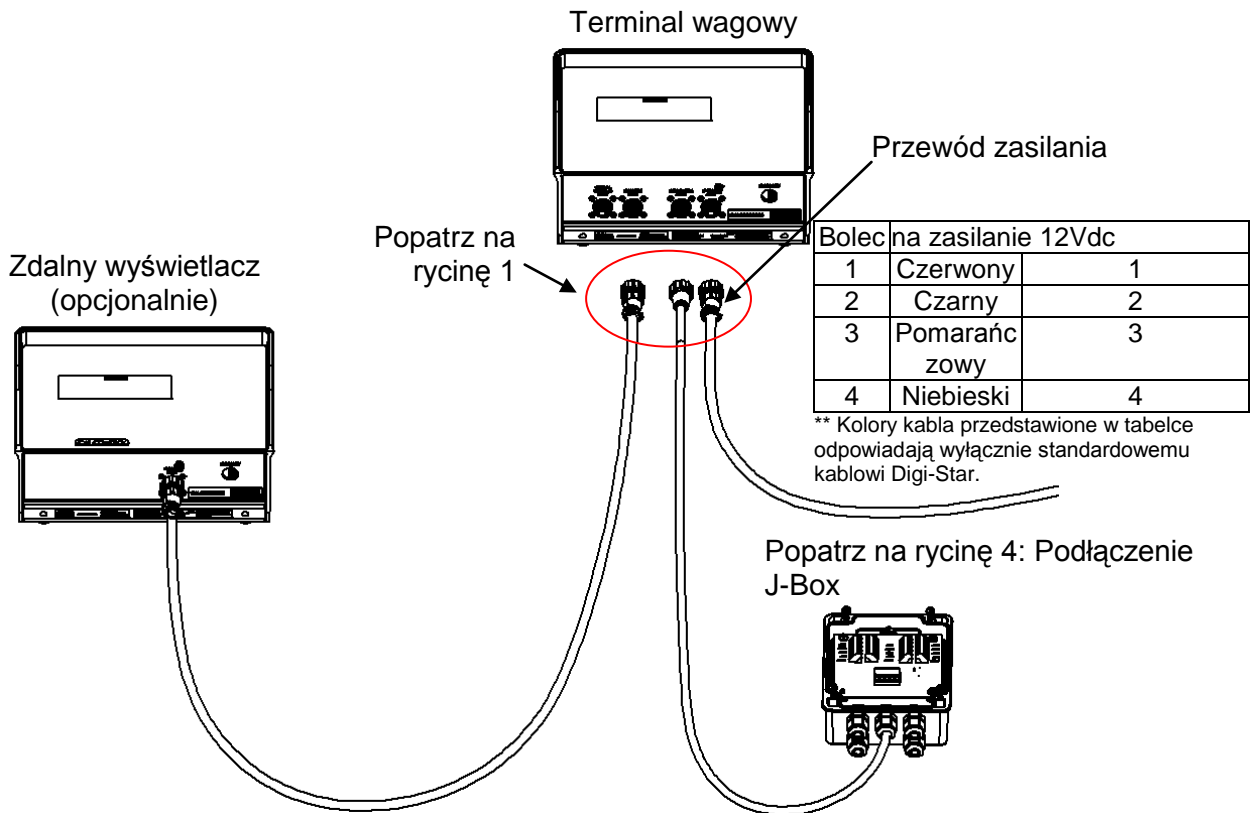 Terminal wagowy
Przewód zasilania
Popatrz na
rycinę 1
Zdalny wyświetlacz
(opcjonalnie)
Bolec na zasilanie 12Vdc
1 Czerwony 1
2 Czarny 2
3 Pomarańc 3
zowy
4 Niebieski 4
** Kolory kabla przedstawione w tabelce
odpowiadają wyłącznie standardowemu
kablowi Digi-Star.
Popatrz na rycinę 4: Podłączenie
J-Box